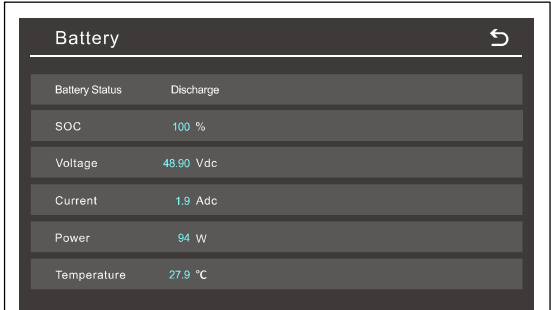 Battery
Battery Status Discharge
SOC 100 %
Voltage 48.90 Vdc
Current 1.9 Adc
Power 94 W
Temperature 27.9 ℃